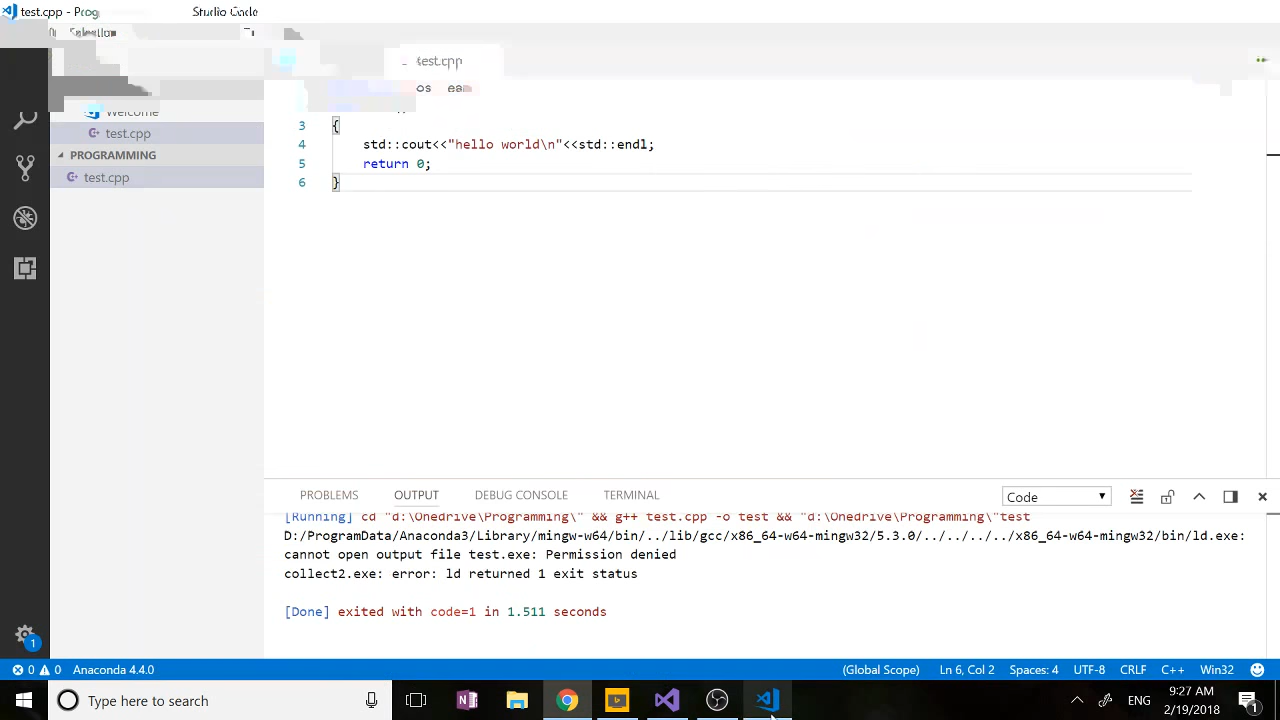 test.cpp - Prog Studio Code
Selection
test.cpp
Welcome
test.cpp
PROGRAMMING
test.cpp
3 {
4 std::cout<<"hello world\n"<<std::endl;
5 return 0;
6 }
PROBLEMS OUTPUT DEBUG CONSOLE TERMINAL Code
[Running] cd "d:\Onedrive\Programming\" && g++ test.cpp -o test && "d:\Onedrive\Programming\"test
D:/ProgramData/Anaconda3/Library/mingw-w64/bin/../lib/gcc/x86_64-w64-mingw32/5.3.0/../../../../x86_64-w64-mingw32/bin/ld.exe:
cannot open output file test.exe: Permission denied
collect2.exe: error: ld returned 1 exit status
[Done] exited with code=1 in 1.511 seconds
1
0 0 Anaconda 4.4.0 (Global Scope) Ln 6, Col 2 Spaces: 4 UTF-8 CRLF C++ Win32
Type here to search ENG 9:27 AM
2/19/2018 1